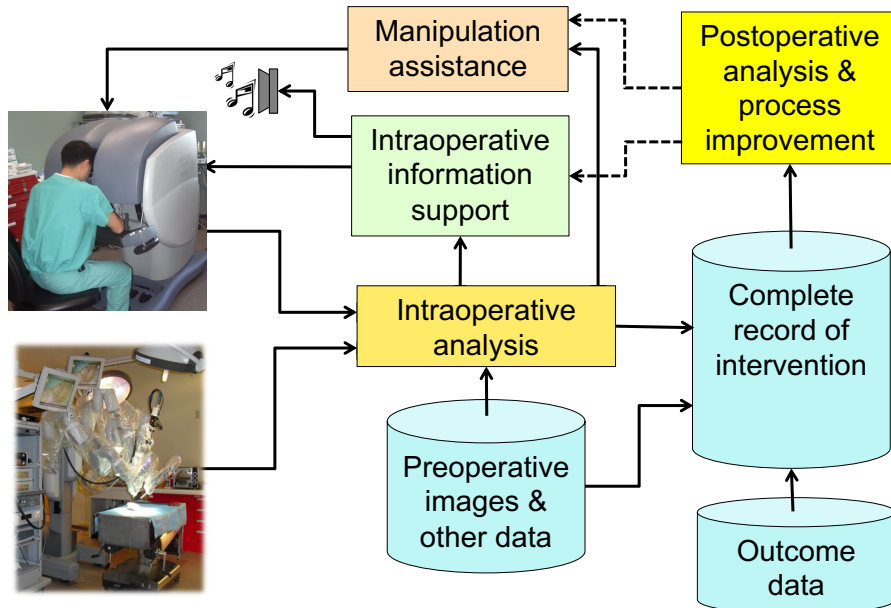 Manipulation
assistance
Postoperative
analysis &
process
improvement
Intraoperative
information
support
Intraoperative
analysis
Complete
record of
intervention
Preoperative
images &
other data
Outcome
data